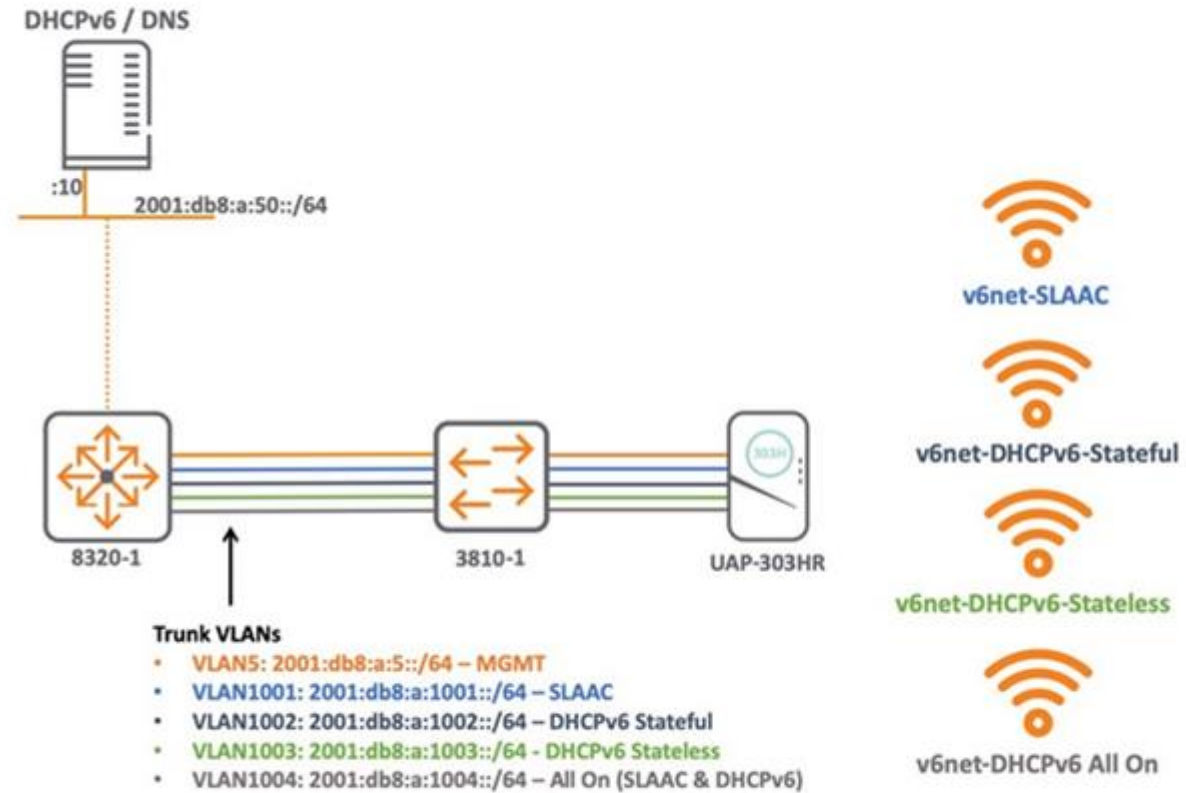 DHCPv6 / DNS
:10
2001:db8:a:50::/64
v6net-SLAAC
v6net-DHCPv6-Stateful
303H
8320-1
3810-1
UAP-303HR
v6net-DHCPv6-Stateless
Trunk VLANs
• VLAN5: 2001:db8:a:5::/64 – MGMT
• VLAN1001: 2001:db8:a:1001::/64 – SLAAC
• VLAN1002: 2001:db8:a:1002::/64 – DHCPv6 Stateful
• VLAN1003: 2001:db8:a:1003::/64 - DHCPv6 Stateless
• VLAN1004: 2001:db8:a:1004::/64 – All On (SLAAC & DHCPv6)
v6net-DHCPv6 All On